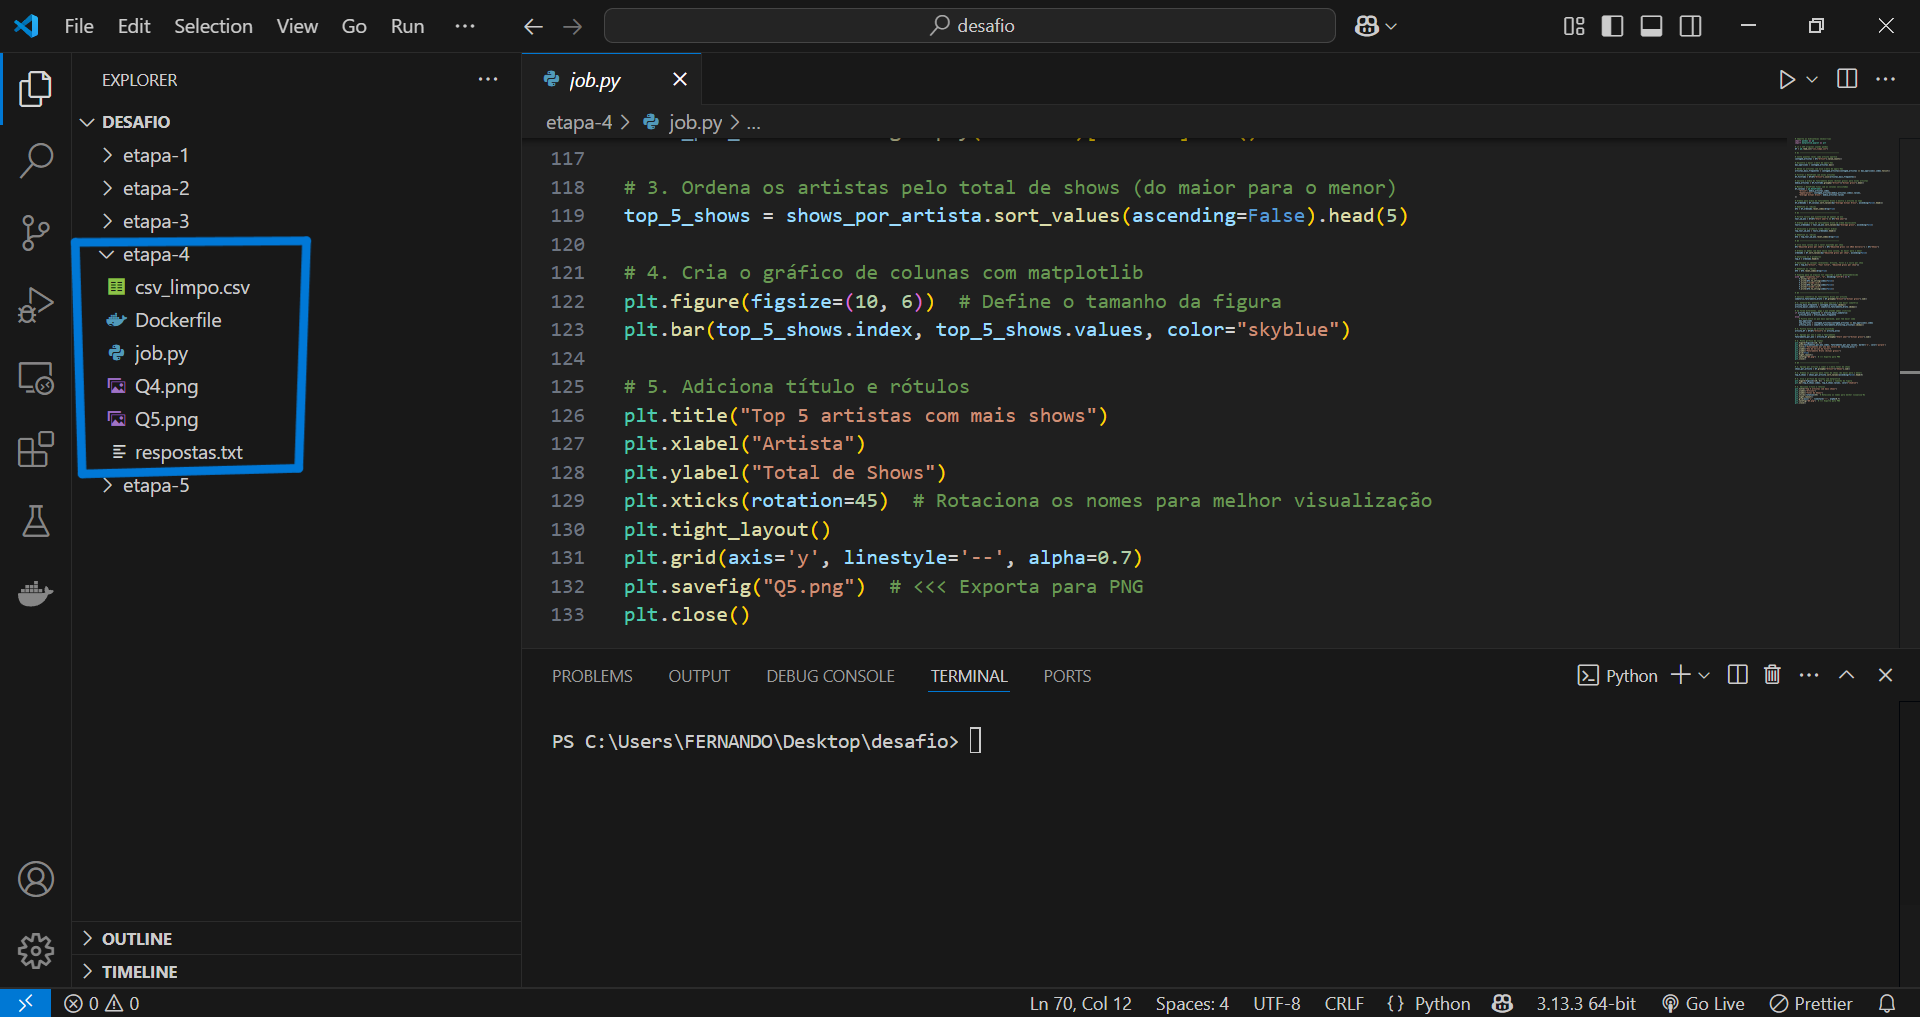 File Edit Selection View Go Run ···
desafio
EXPLORER
DESAFIO
etapa-1
etapa-2
etapa-3
etapa-4
csv_limpo.csv
Dockerfile
job.py
Q4.png
Q5.png
respostas.txt
etapa-5
OUTLINE
TIMELINE
job.py
etapa-4 > job.py > ...
117
118 # 3. Ordena os artistas pelo total de shows (do maior para o menor)
119 top_5_shows = shows_por_artista.sort_values(ascending=False).head(5)
120
121 # 4. Cria o gráfico de colunas com matplotlib
122 plt.figure(figsize=(10, 6))  # Define o tamanho da figura
123 plt.bar(top_5_shows.index, top_5_shows.values, color="skyblue")
124
125 # 5. Adiciona título e rótulos
126 plt.title("Top 5 artistas com mais shows")
127 plt.xlabel("Artista")
128 plt.ylabel("Total de Shows")
129 plt.xticks(rotation=45)  # Rotaciona os nomes para melhor visualização
130 plt.tight_layout()
131 plt.grid(axis='y', linestyle='--', alpha=0.7)
132 plt.savefig("Q5.png")  # <<< Exporta para PNG
133 plt.close()
PROBLEMS OUTPUT DEBUG CONSOLE TERMINAL PORTS
Python
PS C:\Users\FERNANDO\Desktop\desafio>
0 0
Ln 70, Col 12 Spaces: 4 UTF-8 CRLF {} Python 3.13.3 64-bit Go Live Prettier